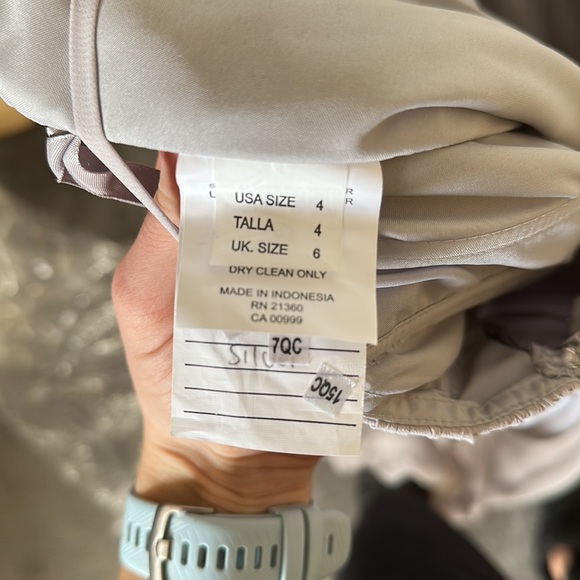 USA SIZE 4
TALLA 4
UK. SIZE 6
DRY CLEAN ONLY
MADE IN INDONESIA
RN 21360
CA 00999
7QC
15QC